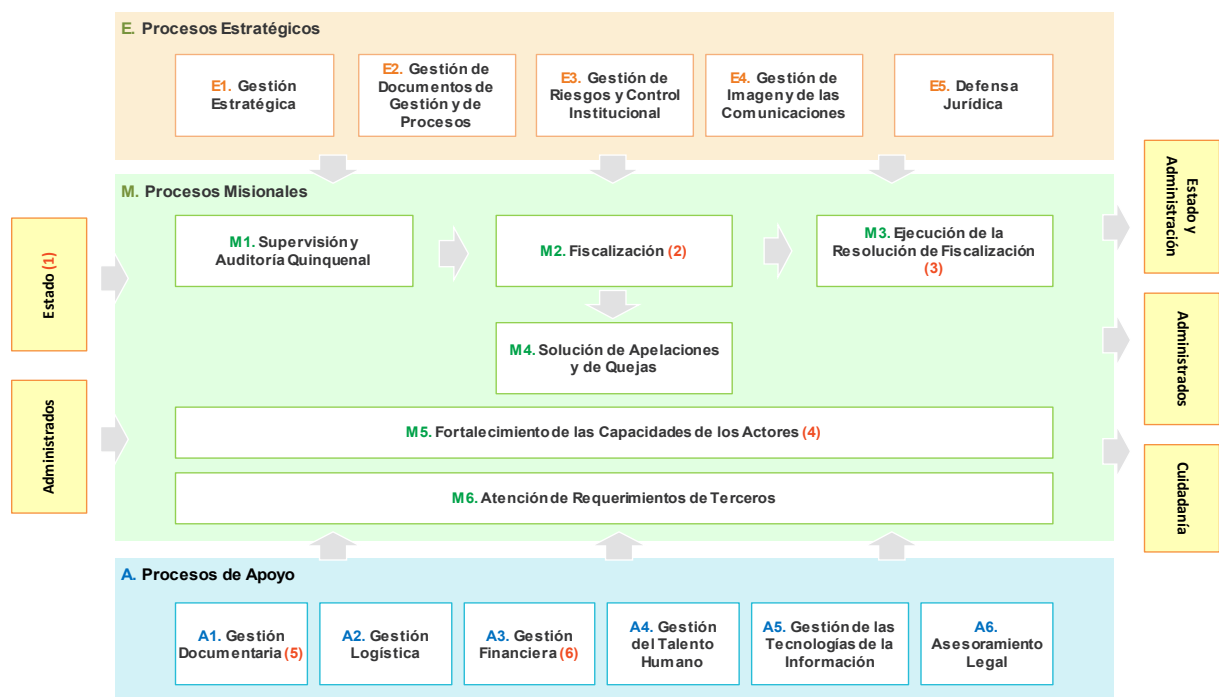 E. Procesos Estratégicos
E1. Gestión
Estratégica
E2. Gestión de
Documentos de
Gestión y de
Procesos
E3. Gestión de
Riesgos y Control
Institucional
E4. Gestión de
Imagen y de las
Comunicaciones
E5. Defensa
Jurídica
M. Procesos Misionales
Estado (1)
Administrados
M1. Supervisión y
Auditoría Quinquenal
M2. Fiscalización (2)
M3. Ejecución de la
Resolución de Fiscalización
(3)
M4. Solución de Apelaciones
y de Quejas
M5. Fortalecimiento de las Capacidades de los Actores (4)
M6. Atención de Requerimientos de Terceros
Estado y
Administración
Administrados
Cuidadanía
A. Procesos de Apoyo
A1. Gestión
Documentaria (5)
A2. Gestión
Logística
A3. Gestión
Financiera (6)
A4. Gestión
del Talento
Humano
A5. Gestión de las
Tecnologías de la
Información
A6.
Asesoramiento
Legal